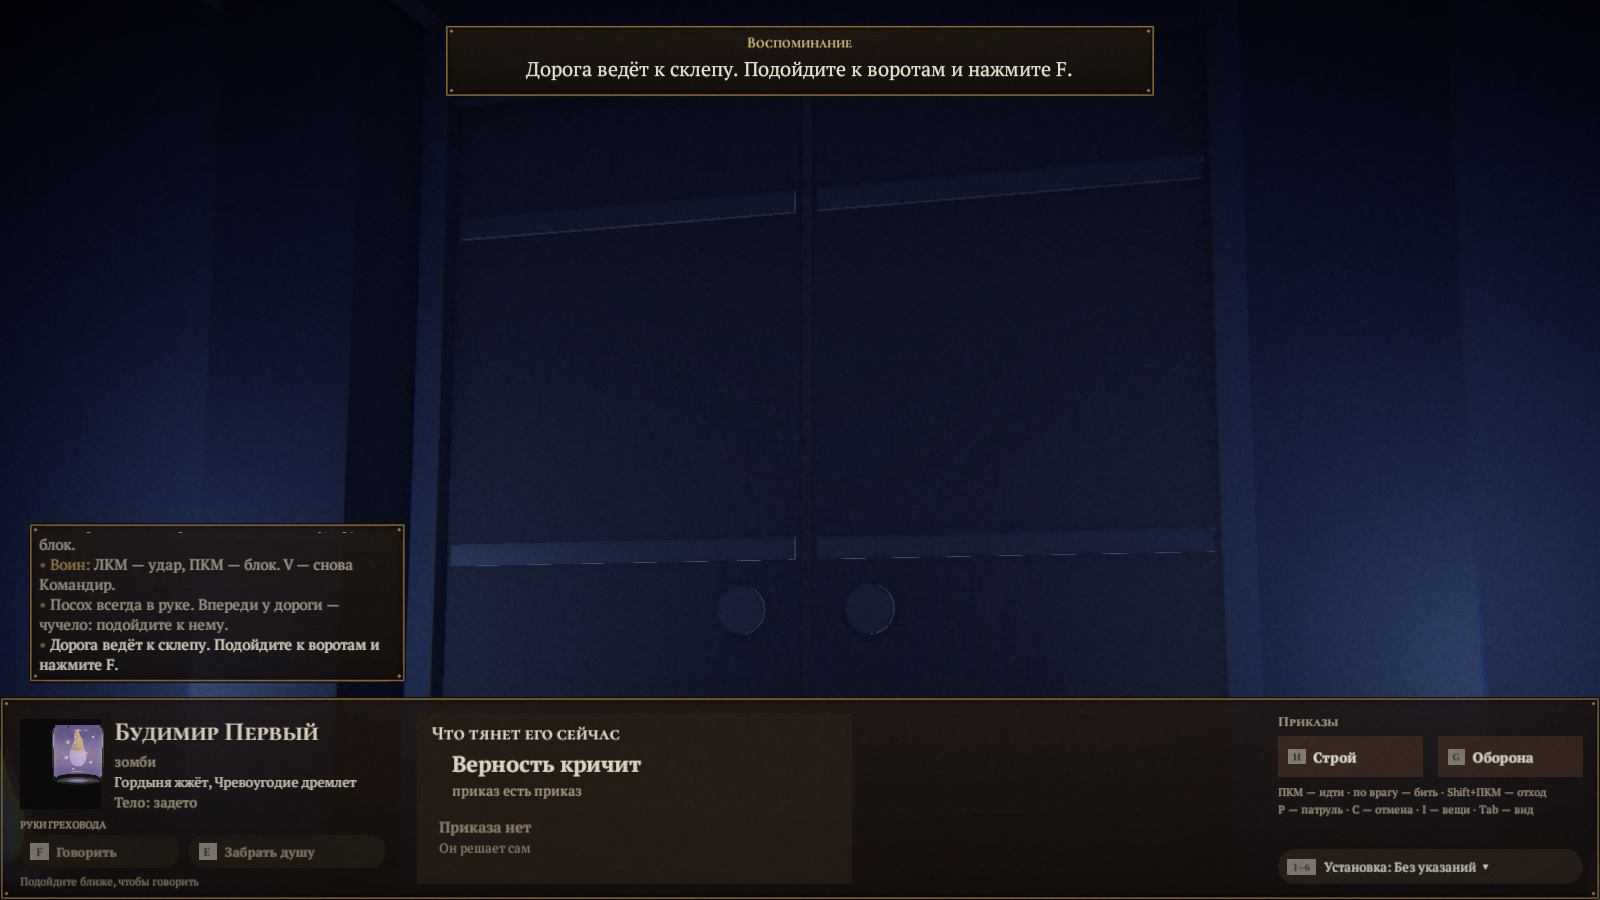 Воспоминание
Дорога ведёт к склепу. Подойдите к воротам и нажмите F.
блок.
• Воин: ЛКМ — удар, ПКМ — блок. V — снова
Командир.
• Посох всегда в руке. Впереди у дороги —
чучело: подойдите к нему.
• Дорога ведёт к склепу. Подойдите к воротам и
нажмите F.
Будимир Первый
зомби
Гордыня жжёт, Чревоугодие дремлет
Тело: задето
РУКИ ГРЕХОВОДА
F Говорить
E Забрать душу
Подойдите ближе, чтобы говорить
Что тянет его сейчас
Верность кричит
приказ есть приказ
Приказа нет
Он решает сам
Приказы
H Строй
G Оборона
ПКМ — идти · по врагу — бить · Shift+ПКМ — отход
P — патруль · C — отмена · I — вещи · Tab — вид
1–6 Установка: Без указаний ▾